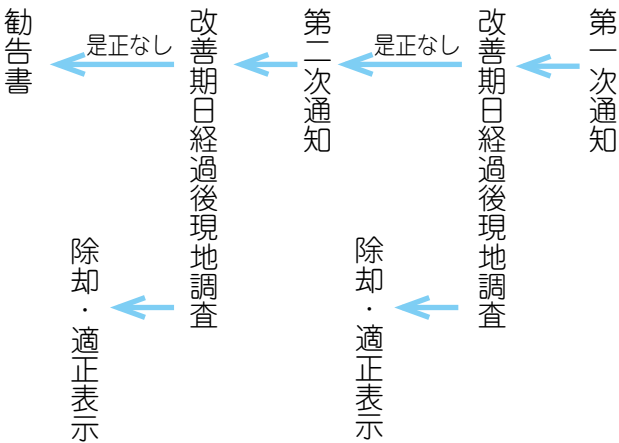 第一次通知
改善期日経過後現地調査
除却・適正表示
是正なし
第二次通知
改善期日経過後現地調査
除却・適正表示
是正なし
勧告書